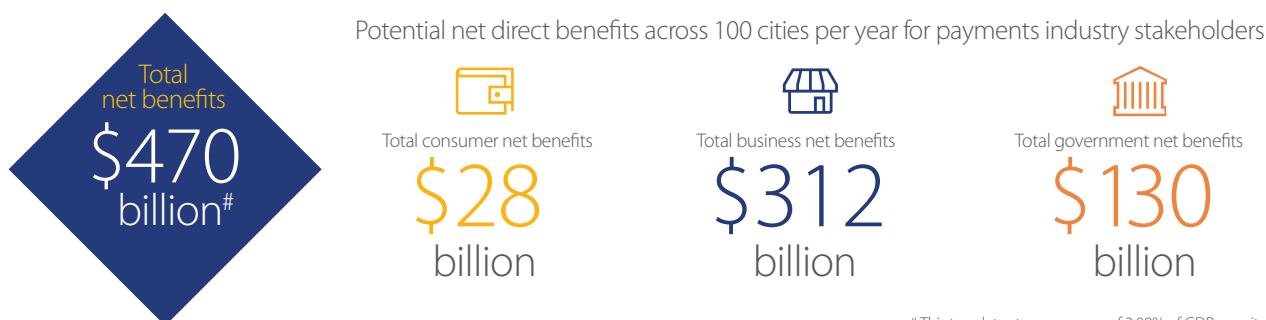 Potential net direct benefits across 100 cities per year for payments industry stakeholders
Total
net benefits
$470
billion#
Total consumer net benefits
$28
billion
Total business net benefits
$312
billion
Total government net benefits
$130
billion